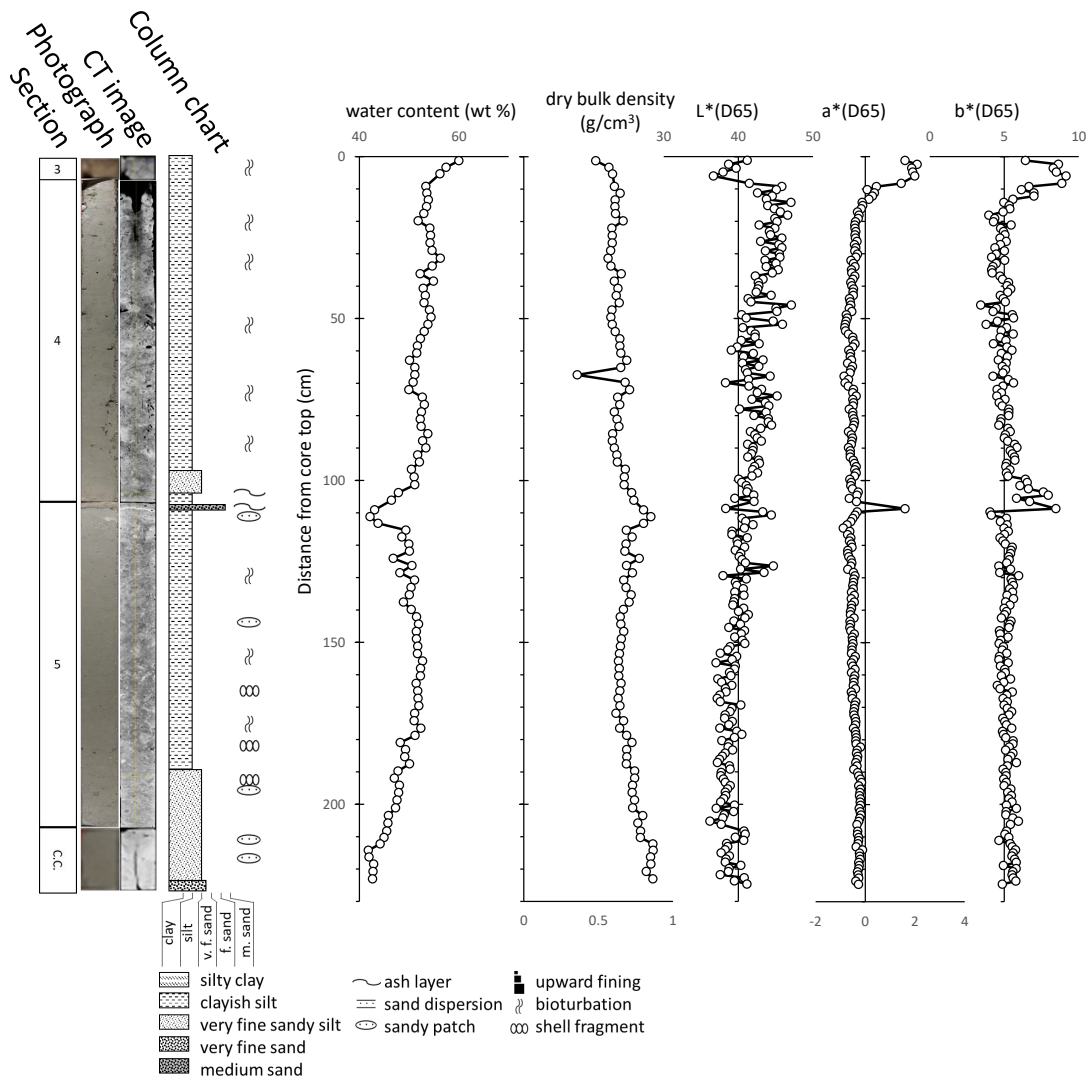 Section
Photograph
CT image
Column chart
water content (wt %)
40 60
dry bulk density
(g/cm3)
L*(D65)
30 40 50
a*(D65)
b*(D65)
0 5 10
3
4
5
C.C.
Distance from core top (cm)
0
50
100
150
200
0 0.5 1
-2 0 2 4
clay
silt
v. f. sand
f. sand
m. sand
silty clay
clayish silt
very fine sandy silt
very fine sand
medium sand
ash layer
sand dispersion
sandy patch
upward fining
bioturbation
shell fragment